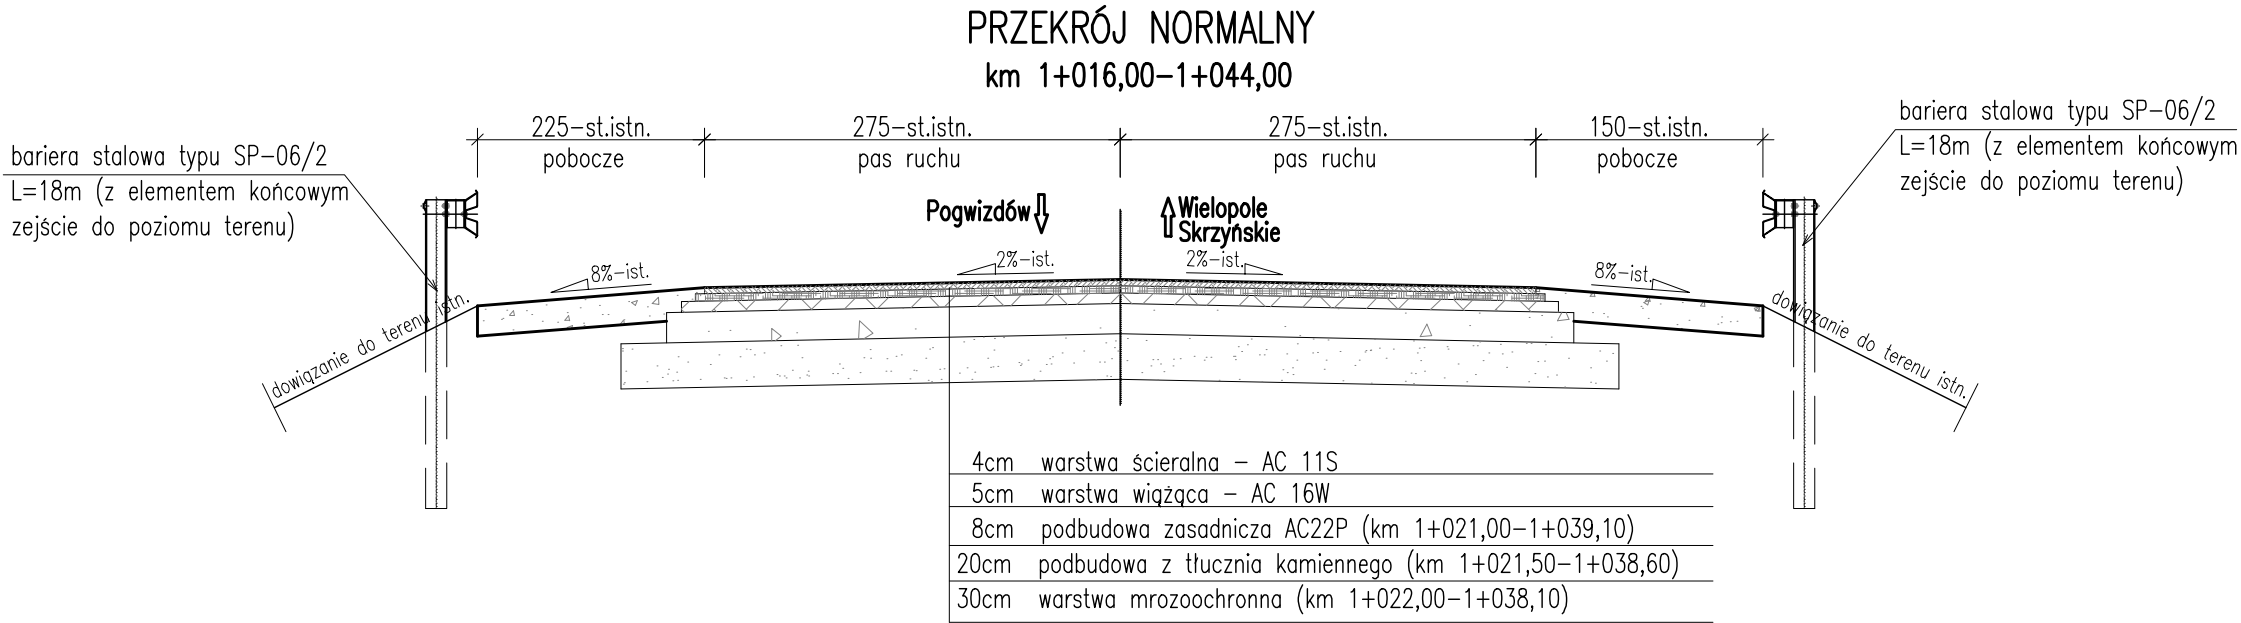 PRZEKRÓJ NORMALNY
km 1+016,00-1+044,00
bariera stalowa typu SP-06/2
L=18m (z elementem końcowym
zejście do poziomu terenu)
225-st.istn.
pobocze
275-st.istn.
pas ruchu
275-st.istn.
pas ruchu
150-st.istn.
pobocze
bariera stalowa typu SP-06/2
L=18m (z elementem końcowym
zejście do poziomu terenu)
Pogwizdów
Wielopole
Skrzyńskie
8%-ist.
2%-ist.
2%-ist.
8%-ist.
dowiązanie do terenu istn.
dowiązanie do terenu istn.
4cm warstwa ścieralna - AC 11S
5cm warstwa wiążąca - AC 16W
8cm podbudowa zasadnicza AC22P (km 1+021,00-1+039,10)
20cm podbudowa z tłucznia kamiennego (km 1+021,50-1+038,60)
30cm warstwa mrozoochronna (km 1+022,00-1+038,10)